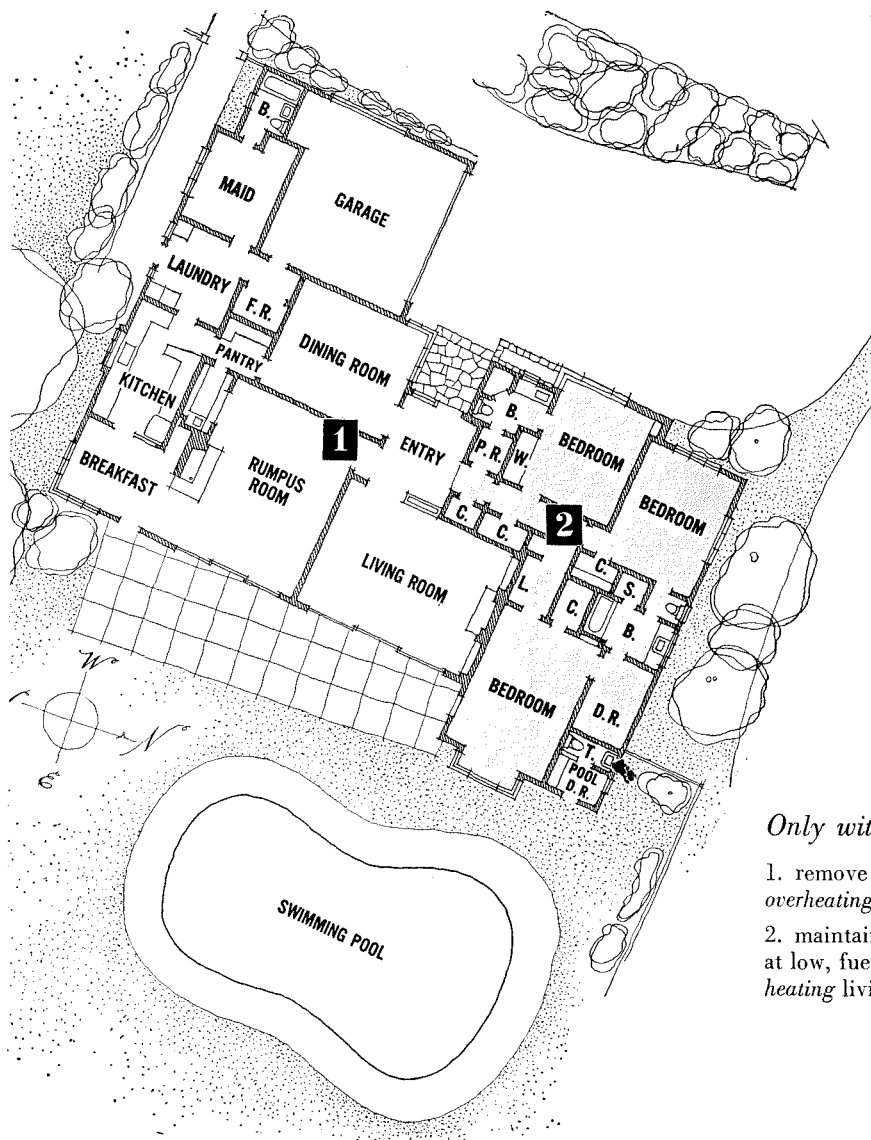 B.
MAID
GARAGE
LAUNDRY
F.R.
DINING ROOM
PANTRY
KITCHEN
1
ENTRY
B.
P.R.
W.
BEDROOM
BEDROOM
BREAKFAST
RUMPUS
ROOM
C.
C.
2
LIVING ROOM
L.
C.
C.
S.
B.
BEDROOM
D.R.
T.
POOL
D.R.
W
N
E
SWIMMING POOL
Only wit
1. remove
overheating
2. maintain
at low, fue
heating livi